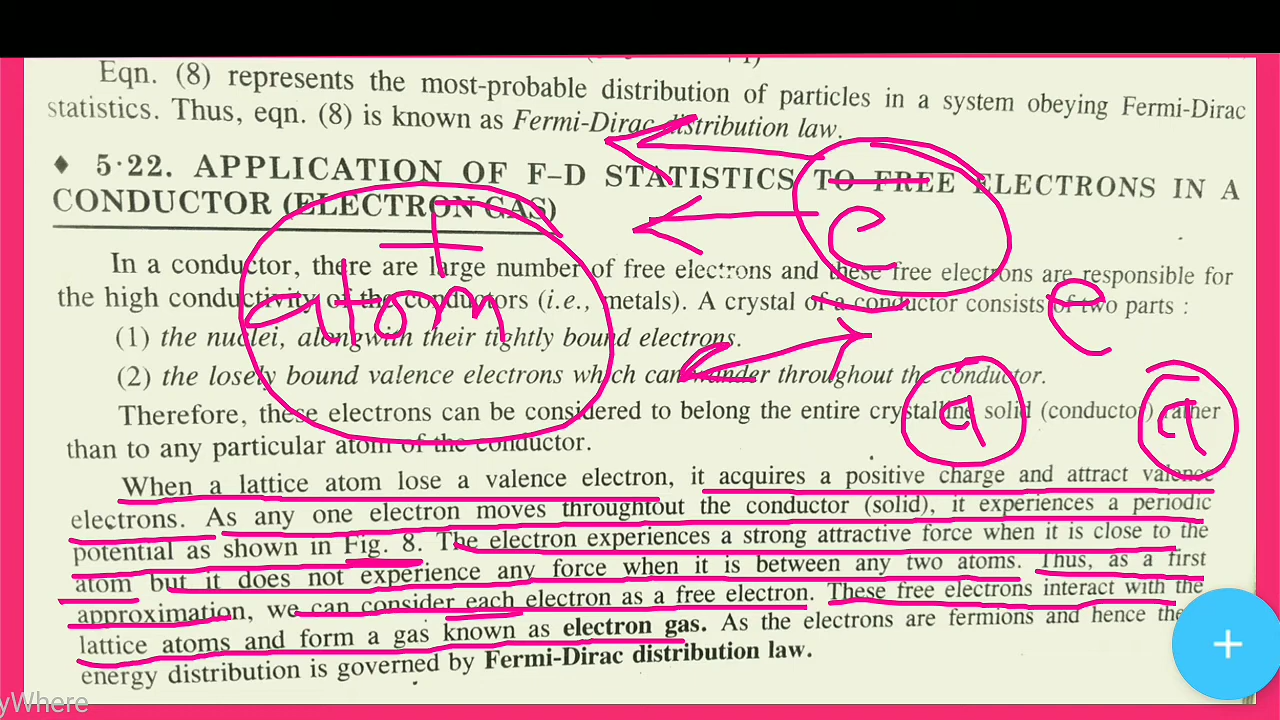 Eqn. (8) represents the most-probable distribution of particles in a system obeying Fermi-Dirac
statistics. Thus, eqn. (8) is known as Fermi-Dirac distribution law.
♦ 5·22. APPLICATION OF F–D STATISTICS TO FREE ELECTRONS IN A
CONDUCTOR (ELECTRON GAS)
In a conductor, there are large number of free electrons and these free electrons are responsible for
the high conductivity of the conductors (i.e., metals). A crystal of a conductor consists of two parts :
(1) the nuclei, alongwith their tightly bound electrons.
(2) the losely bound valence electrons which can wander throughout the conductor.
Therefore, these electrons can be considered to belong the entire crystalline solid (conductor) rather
than to any particular atom of the conductor.
When a lattice atom lose a valence electron, it acquires a positive charge and attract valence
electrons. As any one electron moves throughtout the conductor (solid), it experiences a periodic
potential as shown in Fig. 8. The electron experiences a strong attractive force when it is close to the
atom but it does not experience any force when it is between any two atoms. Thus, as a first
approximation, we can consider each electron as a free electron. These free electrons interact with the
lattice atoms and form a gas known as electron gas. As the electrons are fermions and hence the
energy distribution is governed by Fermi-Dirac distribution law.
+
atom
e
e
a
a
yWhere